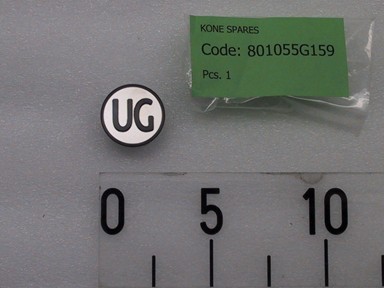 KONE SPARES
Code: 801055G159
Pcs. 1
UG
0 5 10